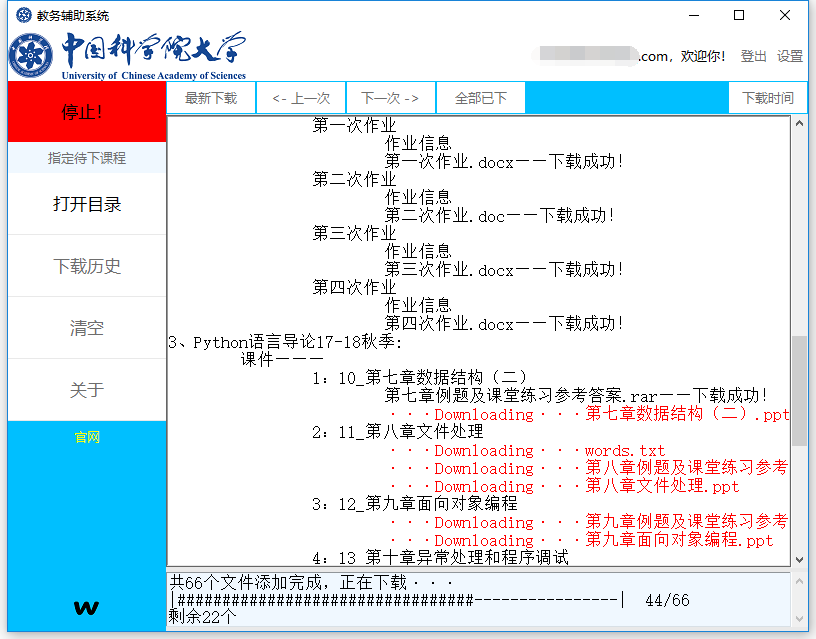 教务辅助系统
中国科学院大学
University of Chinese Academy of Sciences
.com，欢迎你! 登出 设置
停止!
指定待下课程
打开目录
下载历史
清空
关于
官网
w
最新下载 <- 上一次 下一次 -> 全部已下 下载时间
第一次作业
作业信息
第一次作业.docx——下载成功!
第二次作业
作业信息
第二次作业.doc——下载成功!
第三次作业
作业信息
第三次作业.docx——下载成功!
第四次作业
作业信息
第四次作业.docx——下载成功!
3、Python语言导论17-18秋季:
课件———
1：10_第七章数据结构（二）
第七章例题及课堂练习参考答案.rar——下载成功!
···Downloading···第七章数据结构（二）.ppt
2：11_第八章文件处理
···Downloading···words.txt
···Downloading···第八章例题及课堂练习参考
···Downloading···第八章文件处理.ppt
3：12_第九章面向对象编程
···Downloading···第九章例题及课堂练习参考
···Downloading···第九章面向对象编程.ppt
4：13_第十章异常处理和程序调试
共66个文件添加完成，正在下载···
|#################################----------------| 44/66
剩余22个